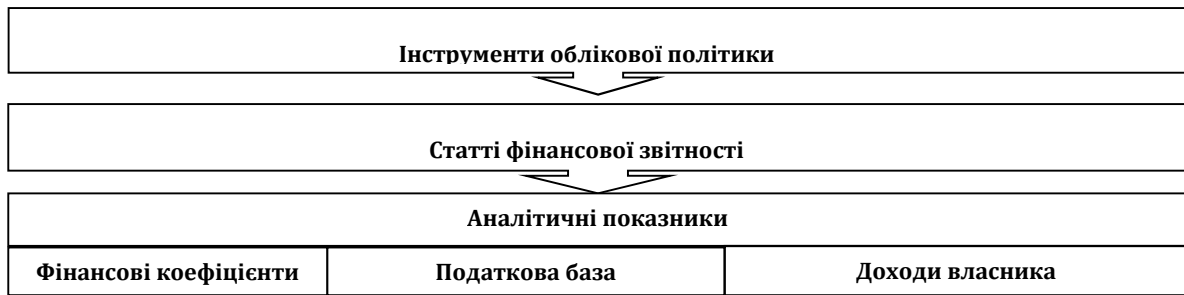 Інструменти облікової політики
Статті фінансової звітності
Аналітичні показники
Фінансові коефіцієнти
Податкова база
Доходи власника